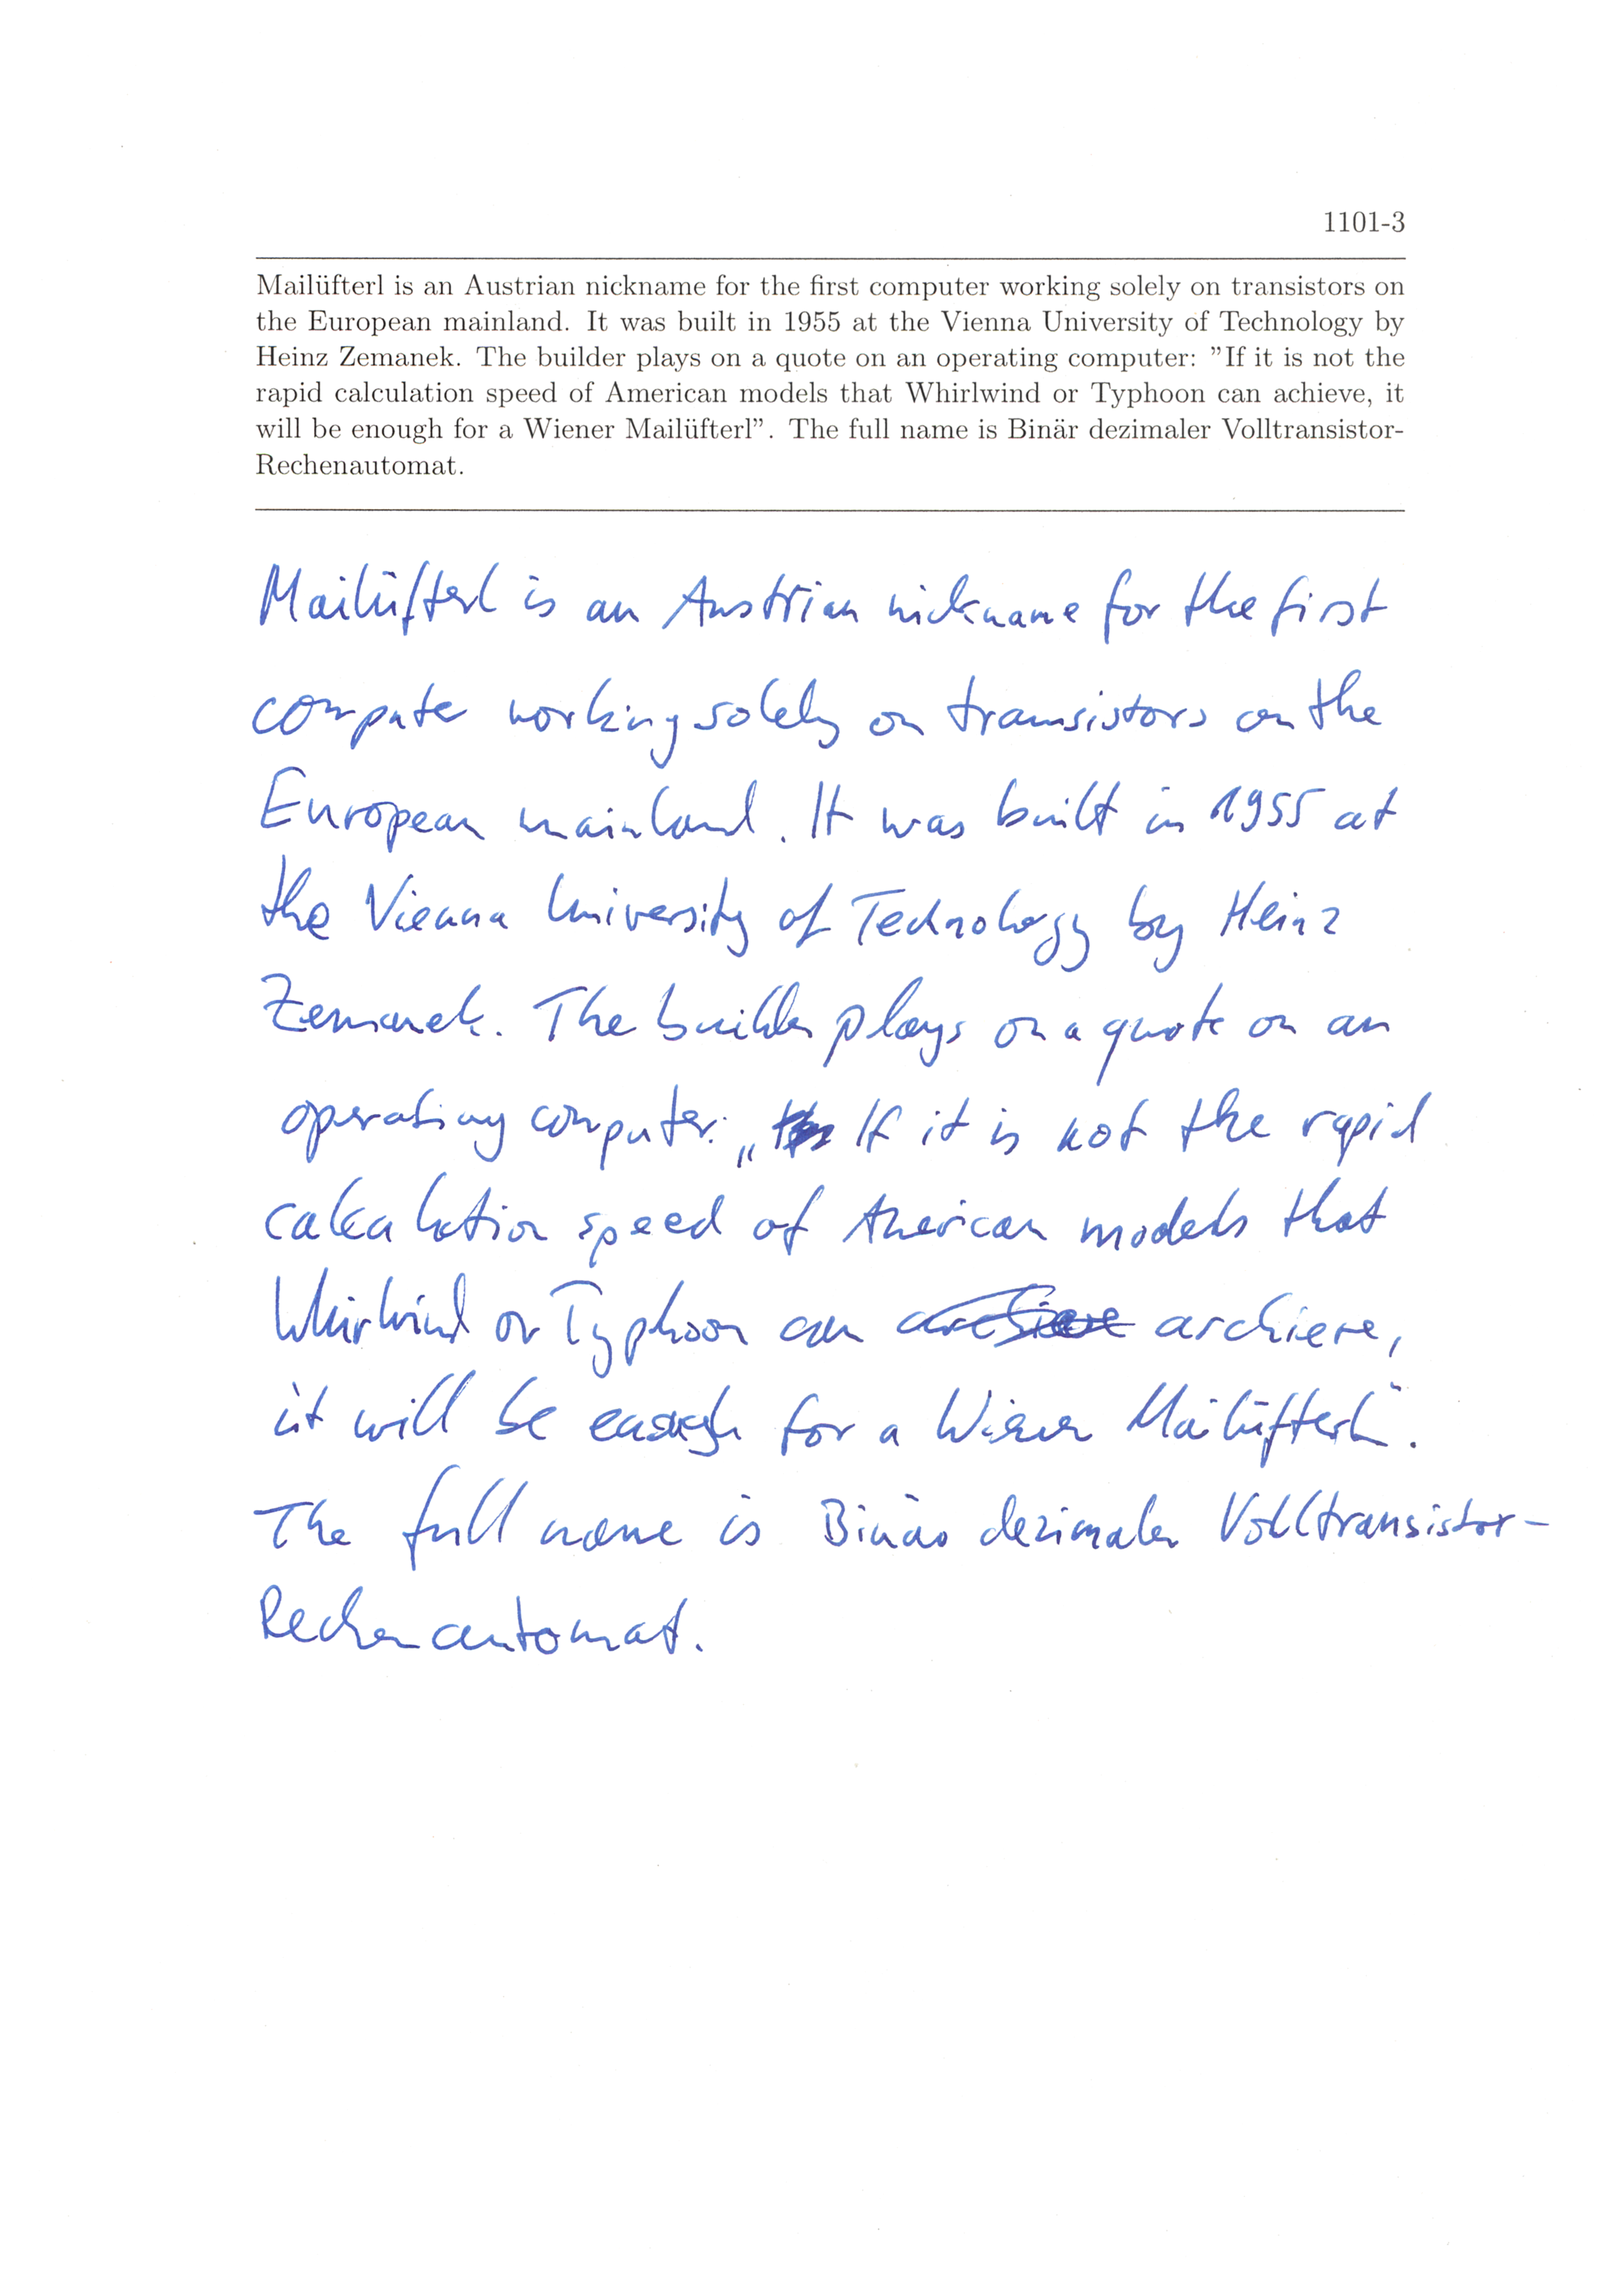 1101-3
Mailüfterl is an Austrian nickname for the first computer working solely on transistors on
the European mainland. It was built in 1955 at the Vienna University of Technology by
Heinz Zemanek. The builder plays on a quote on an operating computer: ”If it is not the
rapid calculation speed of American models that Whirlwind or Typhoon can achieve, it
will be enough for a Wiener Mailüfterl”. The full name is Binär dezimaler Volltransistor-
Rechenautomat.
Mailüfterl is an Austrian nickname for the first
computer working solely on transistors on the
European mainland. It was built in 1955 at
the Vienna University of Technology by Heinz
Zemanek. The builder plays on a quote on an
operating computer: „If it is not the rapid
calculation speed of American models that
Whirlwind or Typhoon can archieve,
it will be enough for a Wiener Mailüfterl“.
The full name is Binär dezimaler Volltransistor-
Rechenautomat.